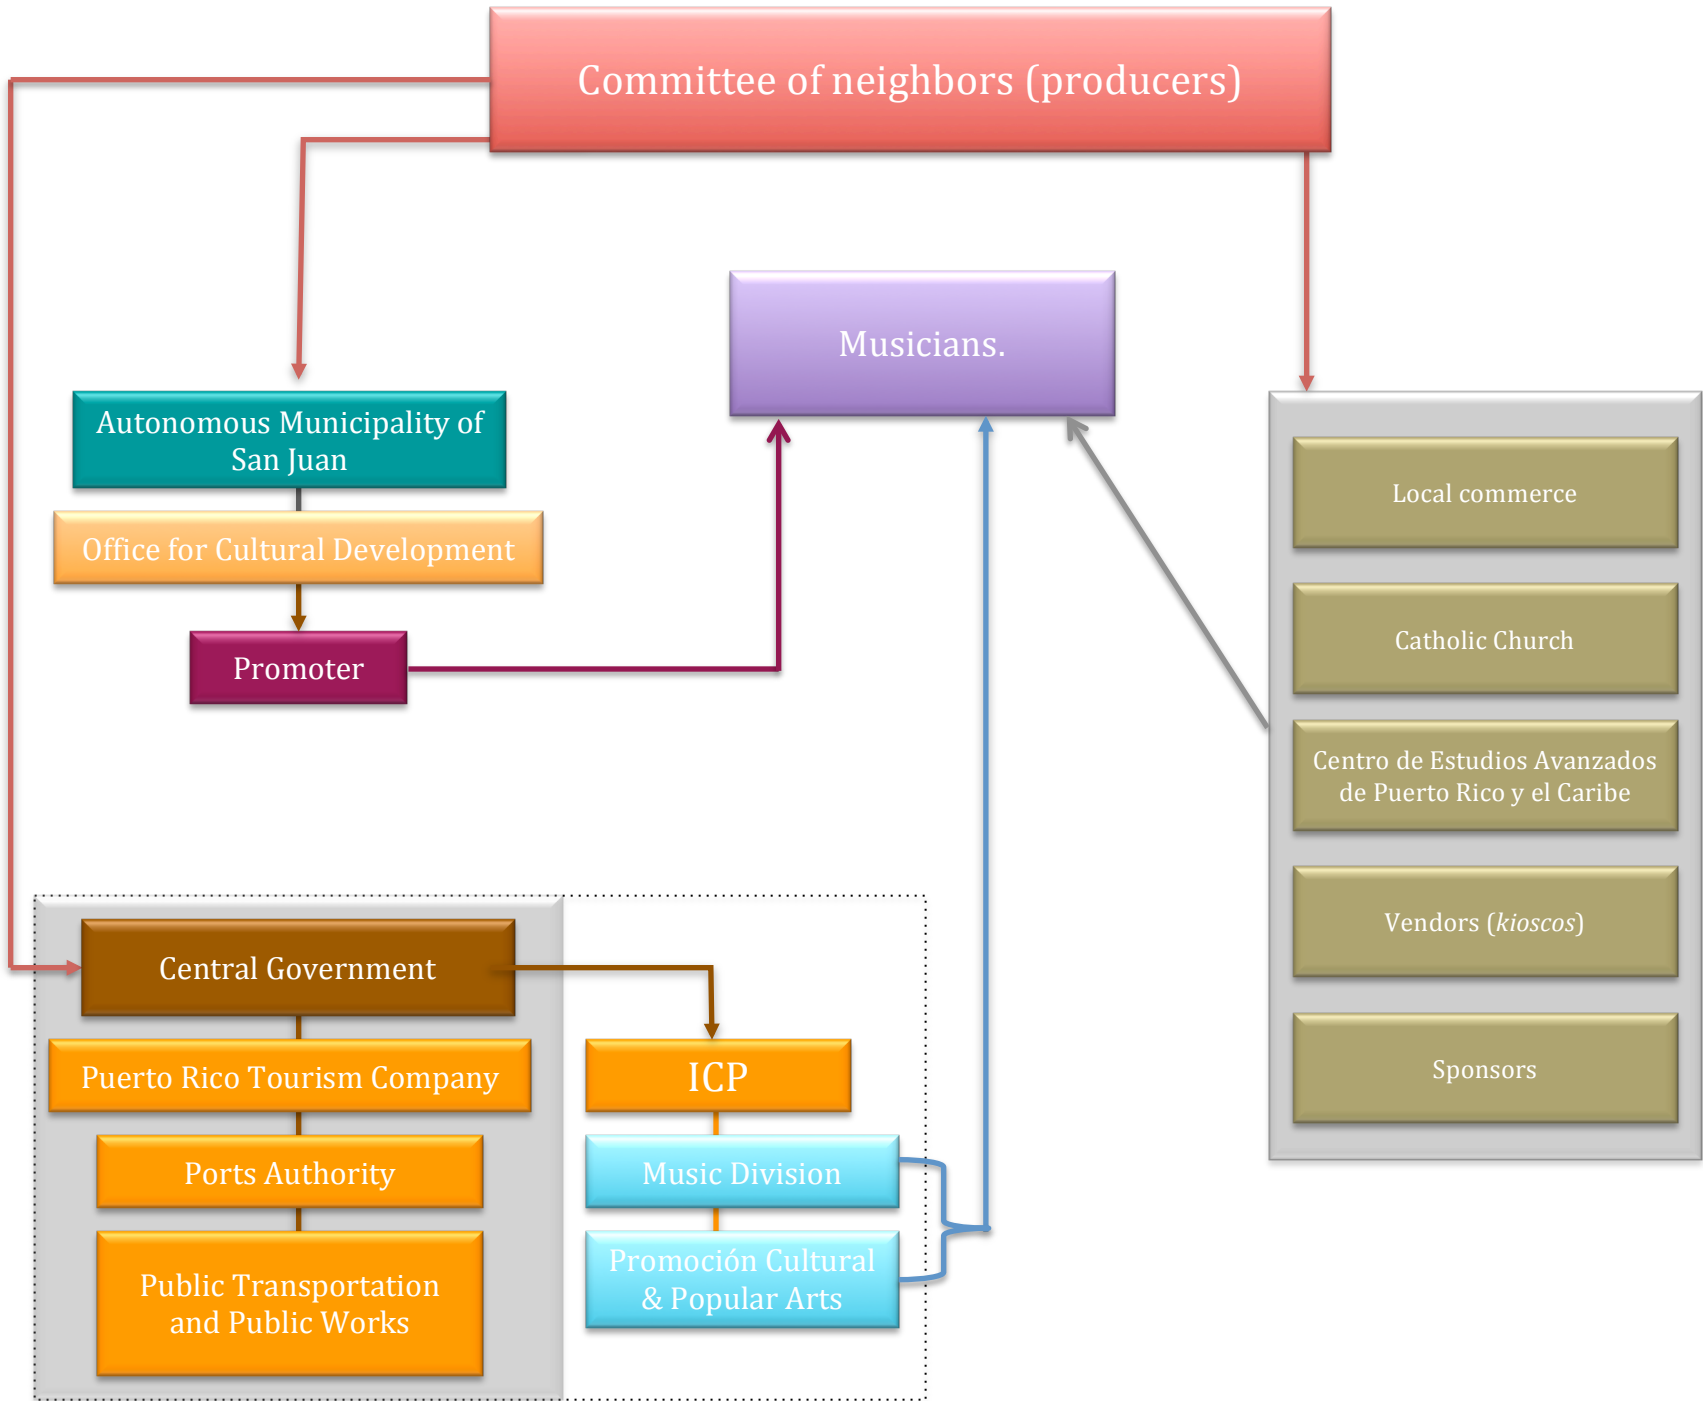 Committee of neighbors (producers)
Musicians.
Autonomous Municipality of
San Juan
Office for Cultural Development
Promoter
Local commerce
Catholic Church
Centro de Estudios Avanzados
de Puerto Rico y el Caribe
Vendors (kioscos)
Sponsors
Central Government
Puerto Rico Tourism Company
Ports Authority
Public Transportation
and Public Works
ICP
Music Division
Promoción Cultural
& Popular Arts